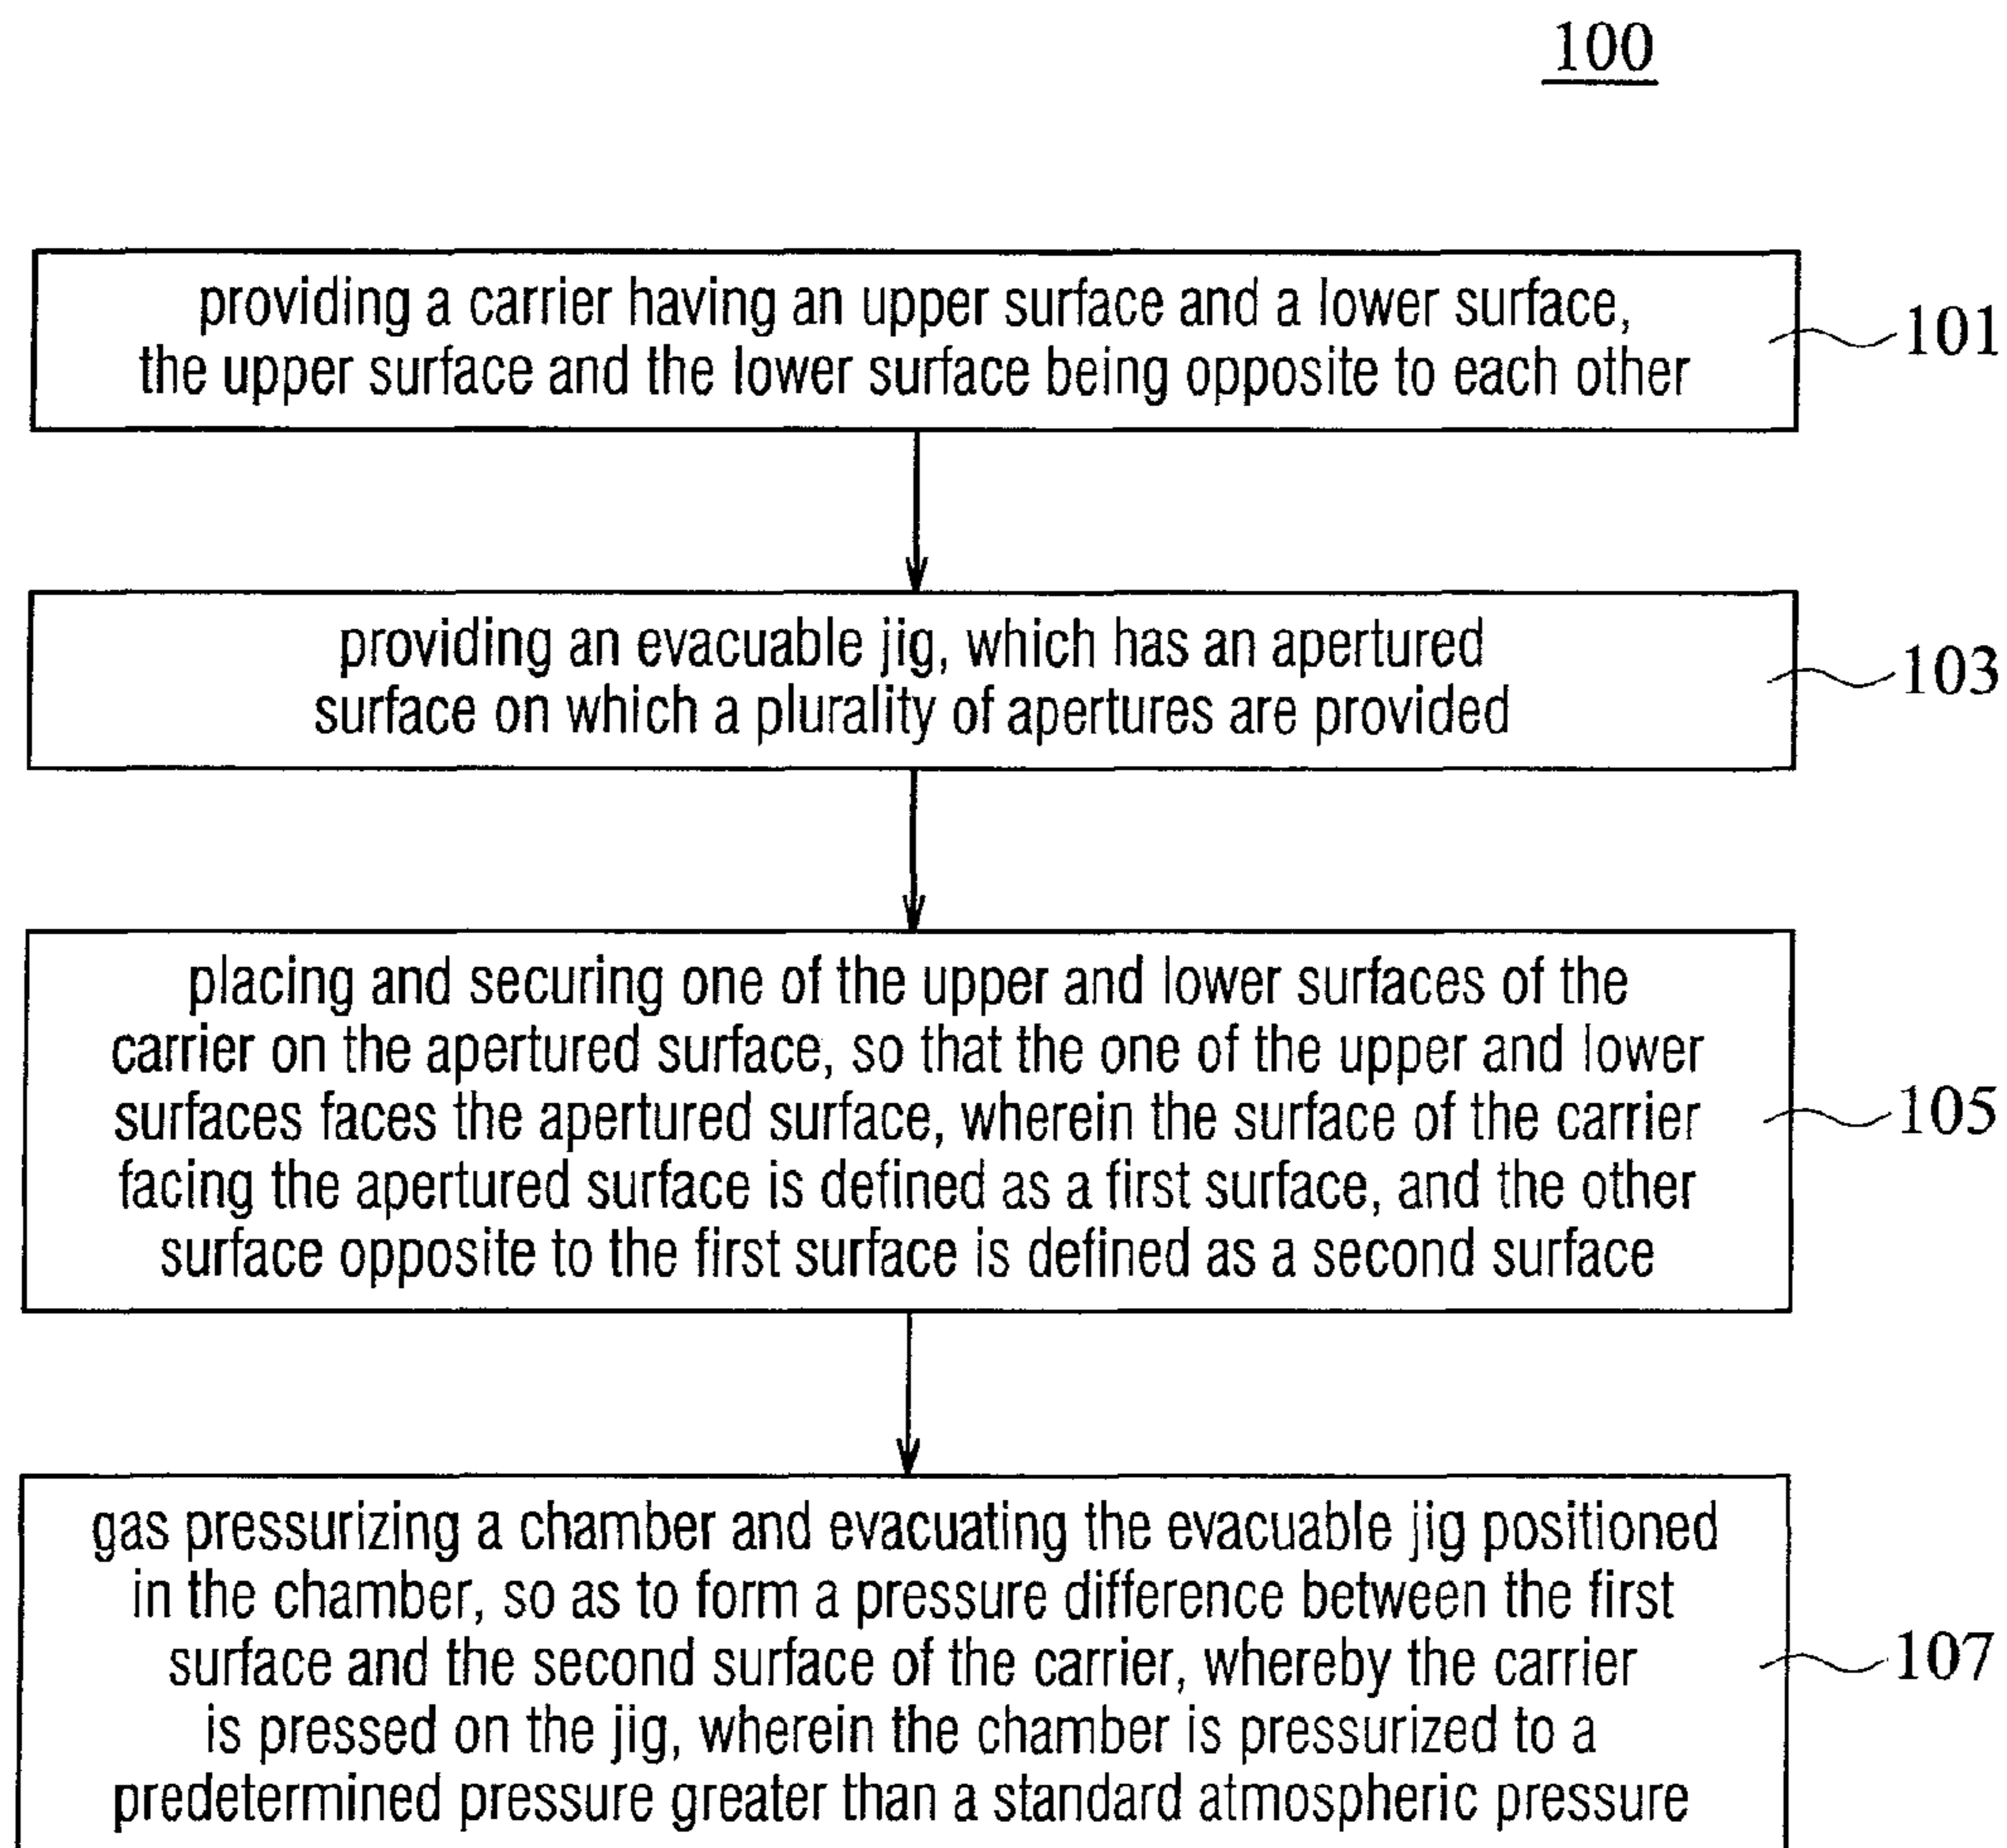 100
providing a carrier having an upper surface and a lower surface,
the upper surface and the lower surface being opposite to each other
101
providing an evacuable jig, which has an apertured
surface on which a plurality of apertures are provided
103
placing and securing one of the upper and lower surfaces of the
carrier on the apertured surface, so that the one of the upper and lower
surfaces faces the apertured surface, wherein the surface of the carrier
facing the apertured surface is defined as a first surface, and the other
surface opposite to the first surface is defined as a second surface
105
gas pressurizing a chamber and evacuating the evacuable jig positioned
in the chamber, so as to form a pressure difference between the first
surface and the second surface of the carrier, whereby the carrier
is pressed on the jig, wherein the chamber is pressurized to a
predetermined pressure greater than a standard atmospheric pressure
107